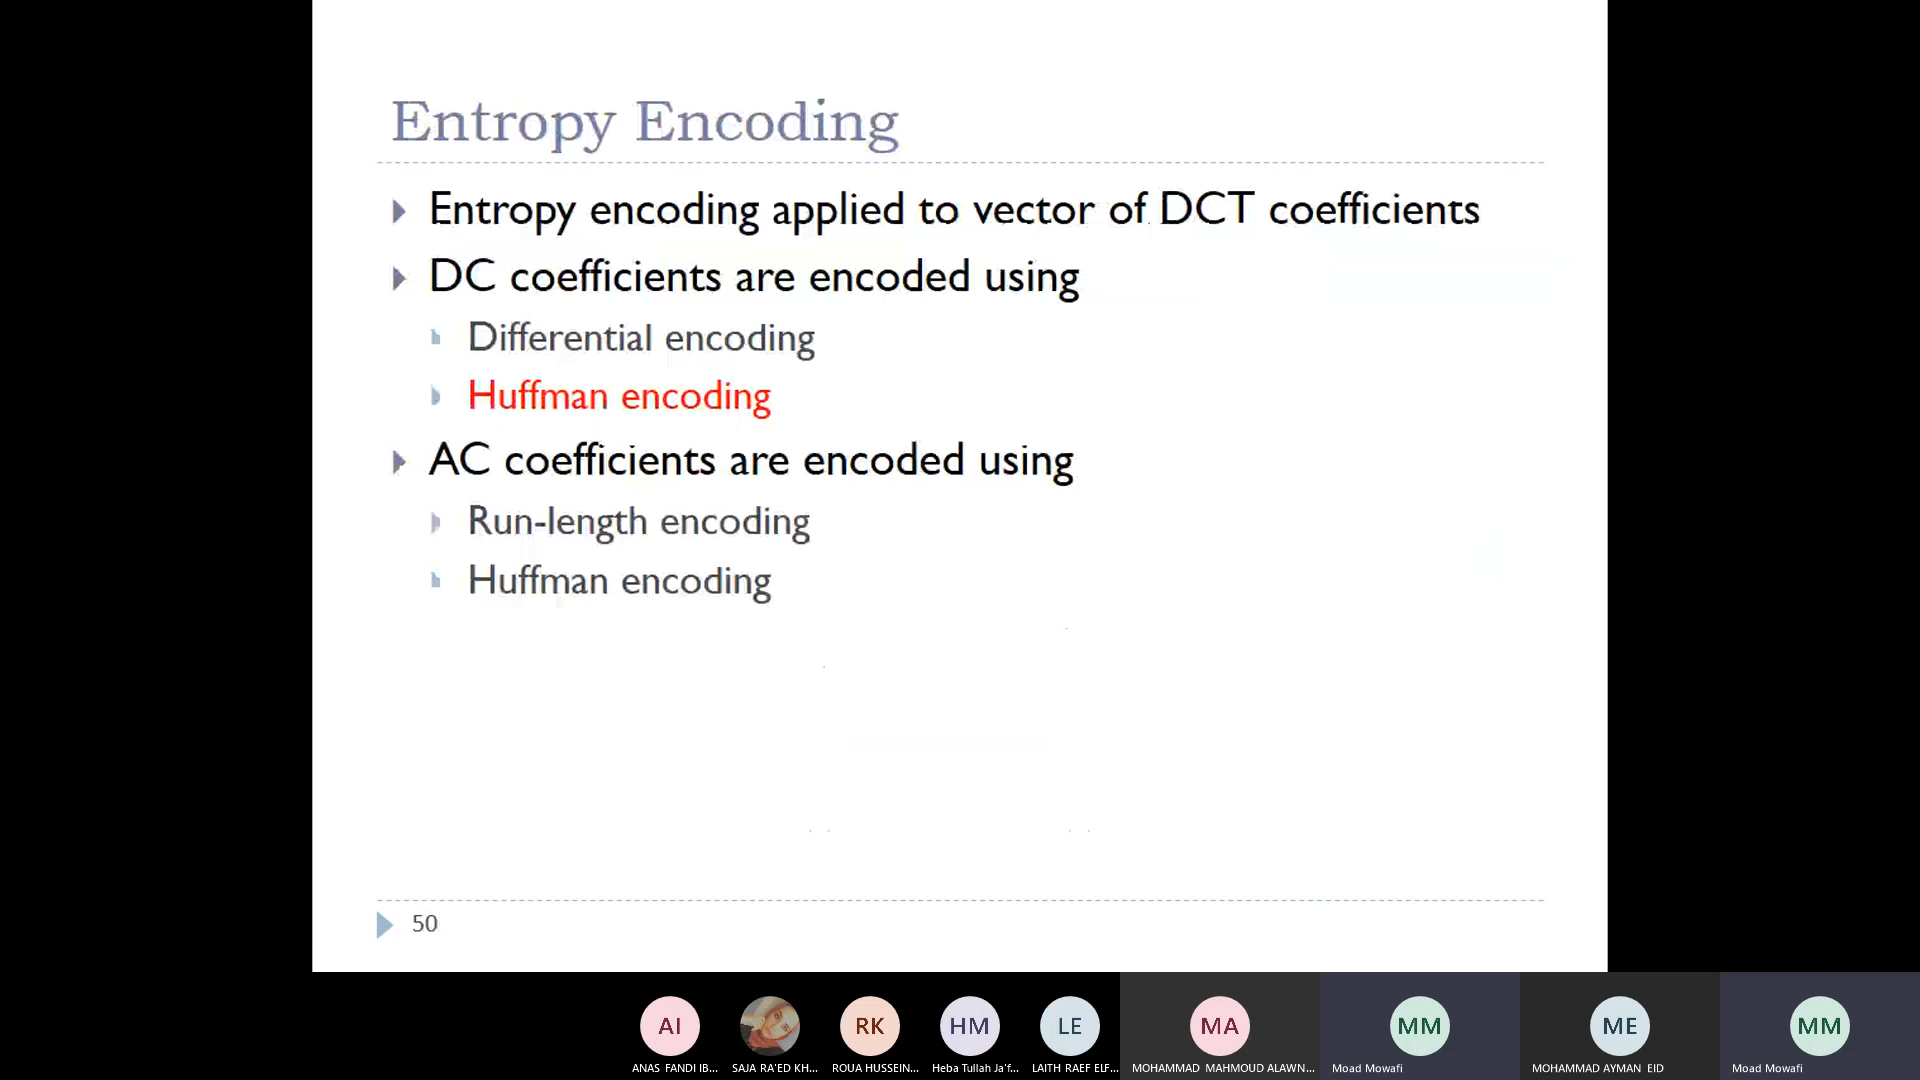 Entropy Encoding
Entropy encoding applied to vector of DCT coefficients
DC coefficients are encoded using
Differential encoding
Huffman encoding
AC coefficients are encoded using
Run-length encoding
Huffman encoding
50
AI RK HM LE MA MM ME MM
ANAS FANDI IB... SAJA RA'ED KH... ROUA HUSSEIN... Heba Tullah Ja'f... LAITH RAEF ELF... MOHAMMAD MAHMOUD ALAWN... Moad Mowafi MOHAMMAD AYMAN EID Moad Mowafi